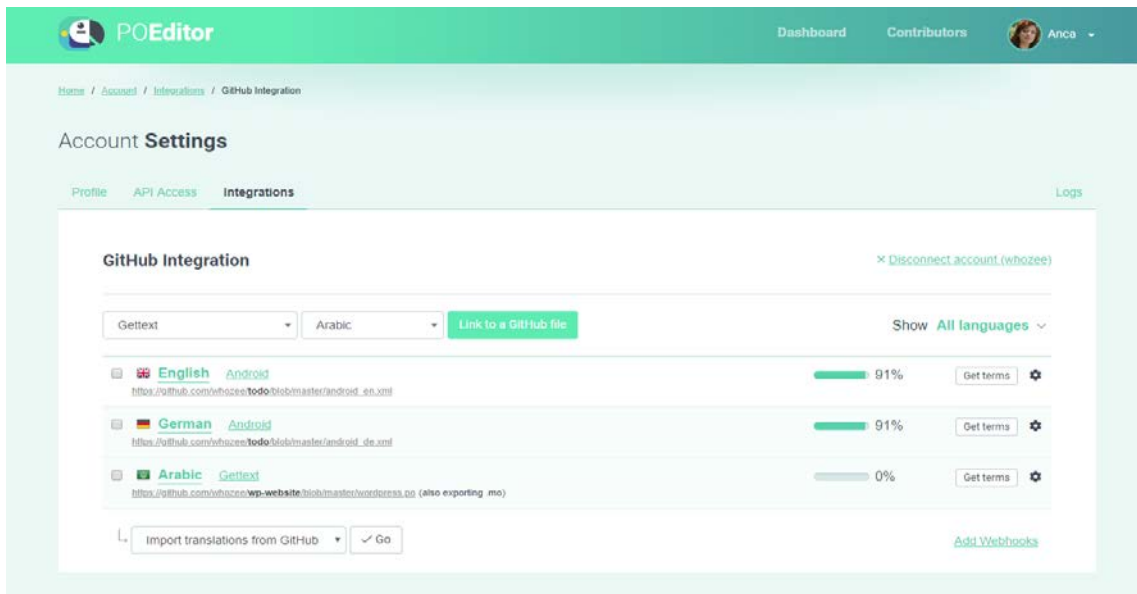 POEditor
Dashboard Contributors Anca
Home / Account / Integrations / GitHub Integration
Account Settings
Profile API Access Integrations Logs
GitHub Integration × Disconnect account (whozee)
Gettext Arabic Link to a GitHub file Show All languages
English Android 91% Get terms
https://github.com/whozee/todo/blob/master/android_en.xml
German Android 91% Get terms
https://github.com/whozee/todo/blob/master/android_de.xml
Arabic Gettext 0% Get terms
https://github.com/whozee/wp-website/blob/master/wordpress.po (also exporting .mo)
Import translations from GitHub Go Add Webhooks